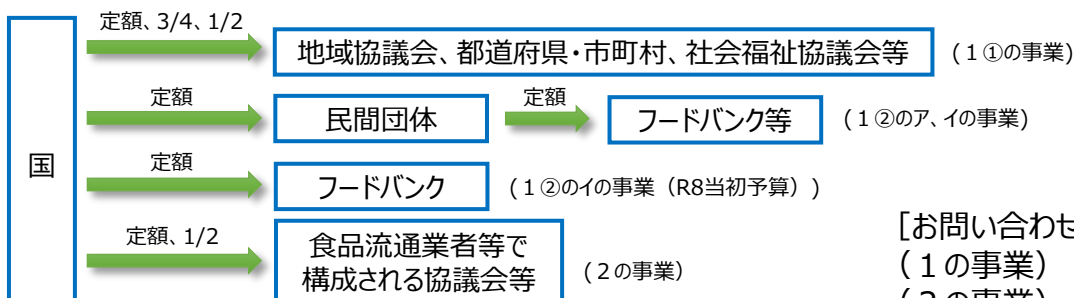 定額、3/4、1/2
地域協議会、都道府県・市町村、社会福祉協議会等 (1①の事業)
定額 定額
民間団体 フードバンク等 (1②のア、イの事業)
国
定額
フードバンク (1②のイの事業（R8当初予算）)
定額、1/2
食品流通業者等で
構成される協議会等 (2の事業)
［お問い合わせ
(1の事業)
(2の事業)